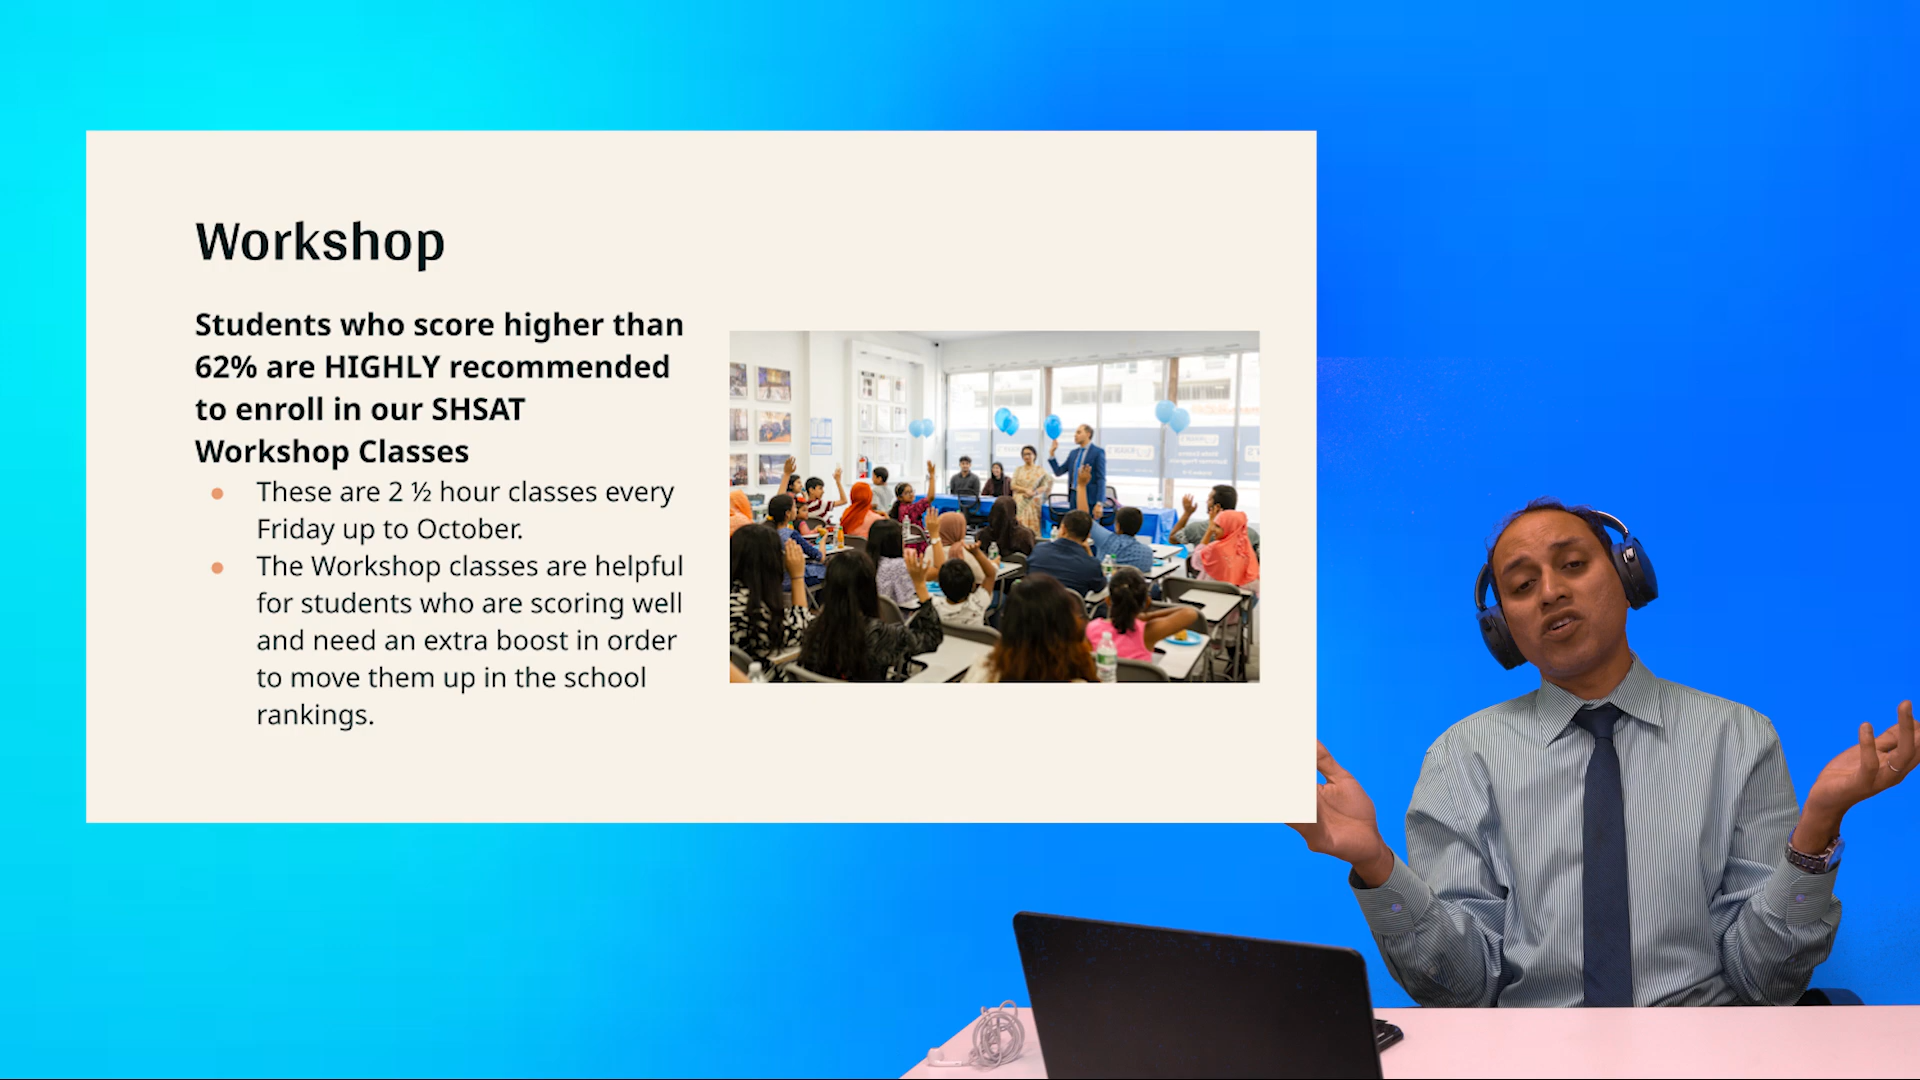 Workshop
Students who score higher than
62% are HIGHLY recommended
to enroll in our SHSAT
Workshop Classes
These are 2 ½ hour classes every
Friday up to October.
The Workshop classes are helpful
for students who are scoring well
and need an extra boost in order
to move them up in the school
rankings.